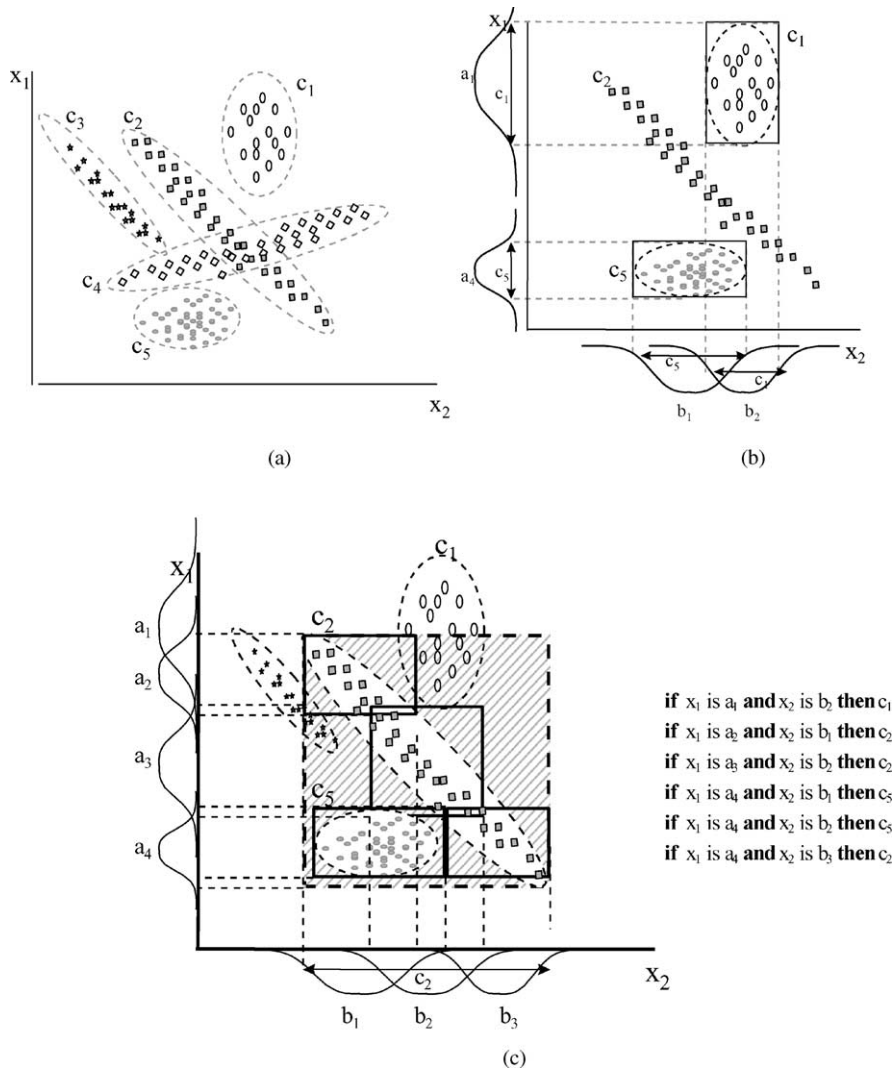 x₁
c₁
c₃
c₂
c₄
c₅
x₂
(a)
x₁
c₁
a₁
c₁
c₂
a₄
c₅
c₅
x₂
c₅
c₁
b₁
b₂
(b)
x₁
c₁
c₂
a₁
a₂
a₃
c₅
a₄
x₂
c₂
b₁
b₂
b₃
if x₁ is a₁ and x₂ is b₂ then c₁
if x₁ is a₂ and x₂ is b₁ then c₂
if x₁ is a₃ and x₂ is b₂ then c₂
if x₁ is a₄ and x₂ is b₁ then c₅
if x₁ is a₄ and x₂ is b₂ then c₅
if x₁ is a₄ and x₂ is b₃ then c₂
(c)